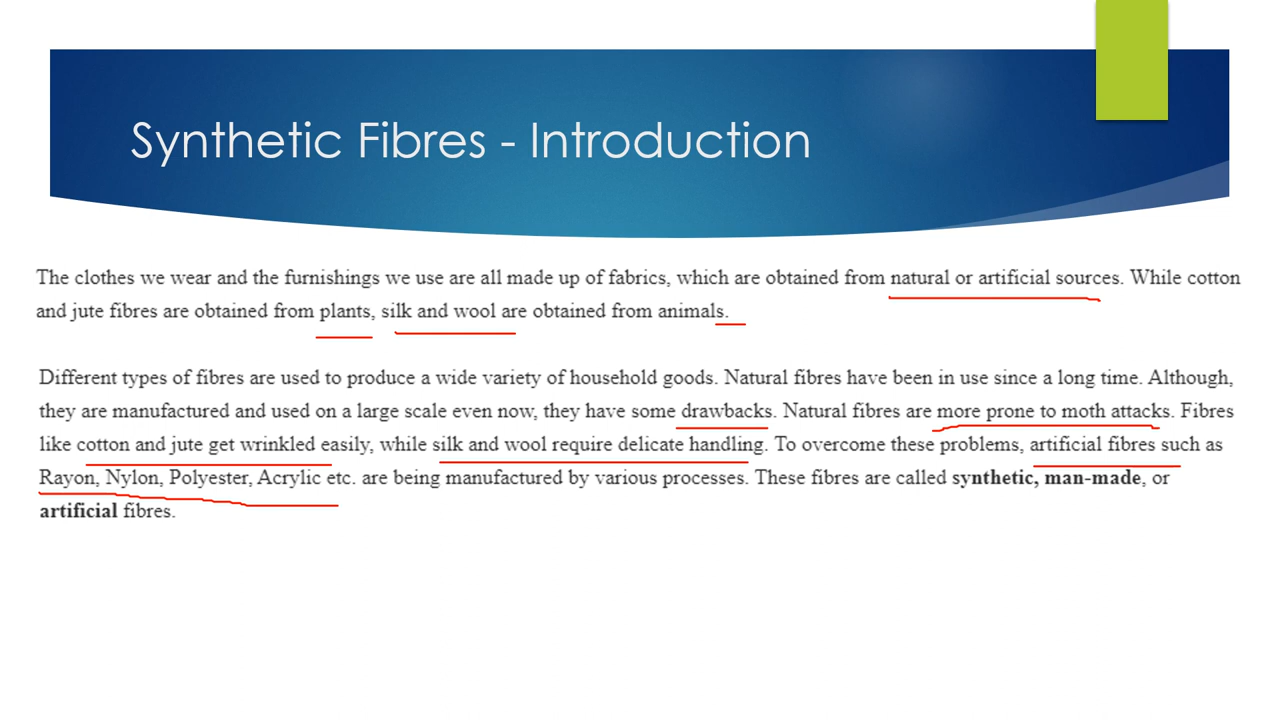 Synthetic Fibres - Introduction
The clothes we wear and the furnishings we use are all made up of fabrics, which are obtained from natural or artificial sources. While cotton
and jute fibres are obtained from plants, silk and wool are obtained from animals.
Different types of fibres are used to produce a wide variety of household goods. Natural fibres have been in use since a long time. Although,
they are manufactured and used on a large scale even now, they have some drawbacks. Natural fibres are more prone to moth attacks. Fibres
like cotton and jute get wrinkled easily, while silk and wool require delicate handling. To overcome these problems, artificial fibres such as
Rayon, Nylon, Polyester, Acrylic etc. are being manufactured by various processes. These fibres are called synthetic, man-made, or
artificial fibres.